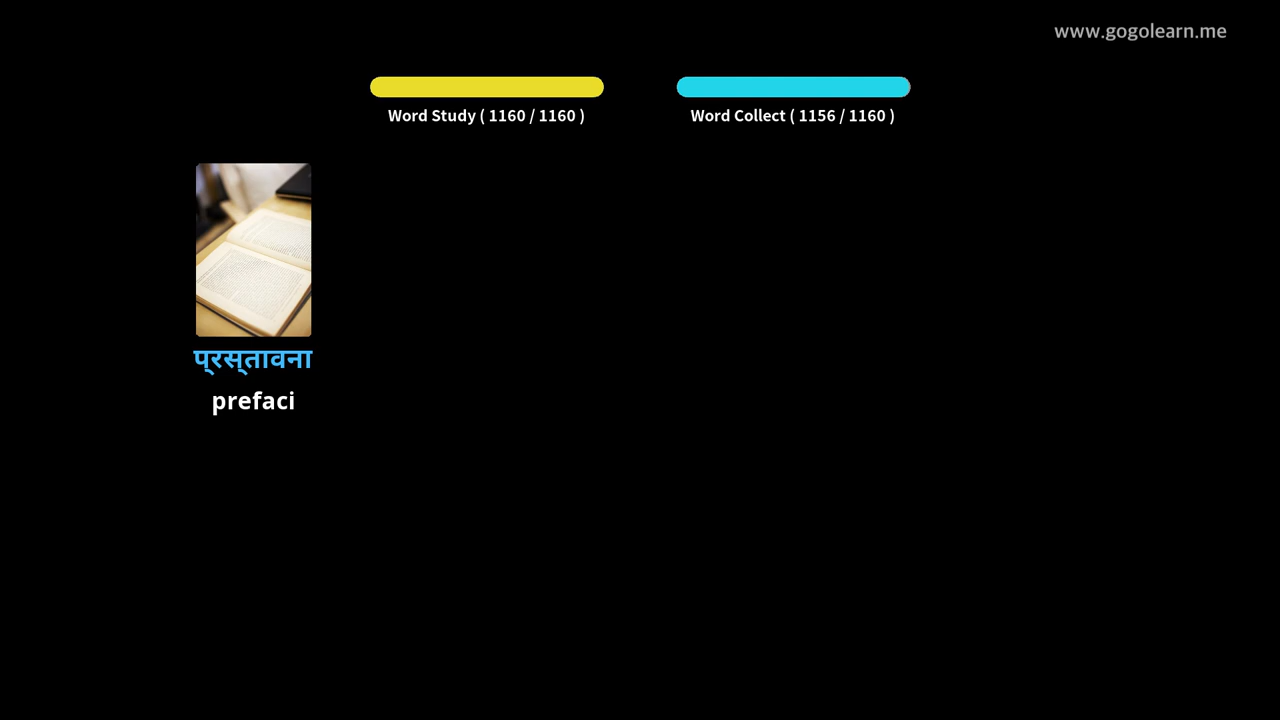 www.gogolearn.me
Word Study ( 1160 / 1160 )
Word Collect ( 1156 / 1160 )
प्रस्तावना
prefaci